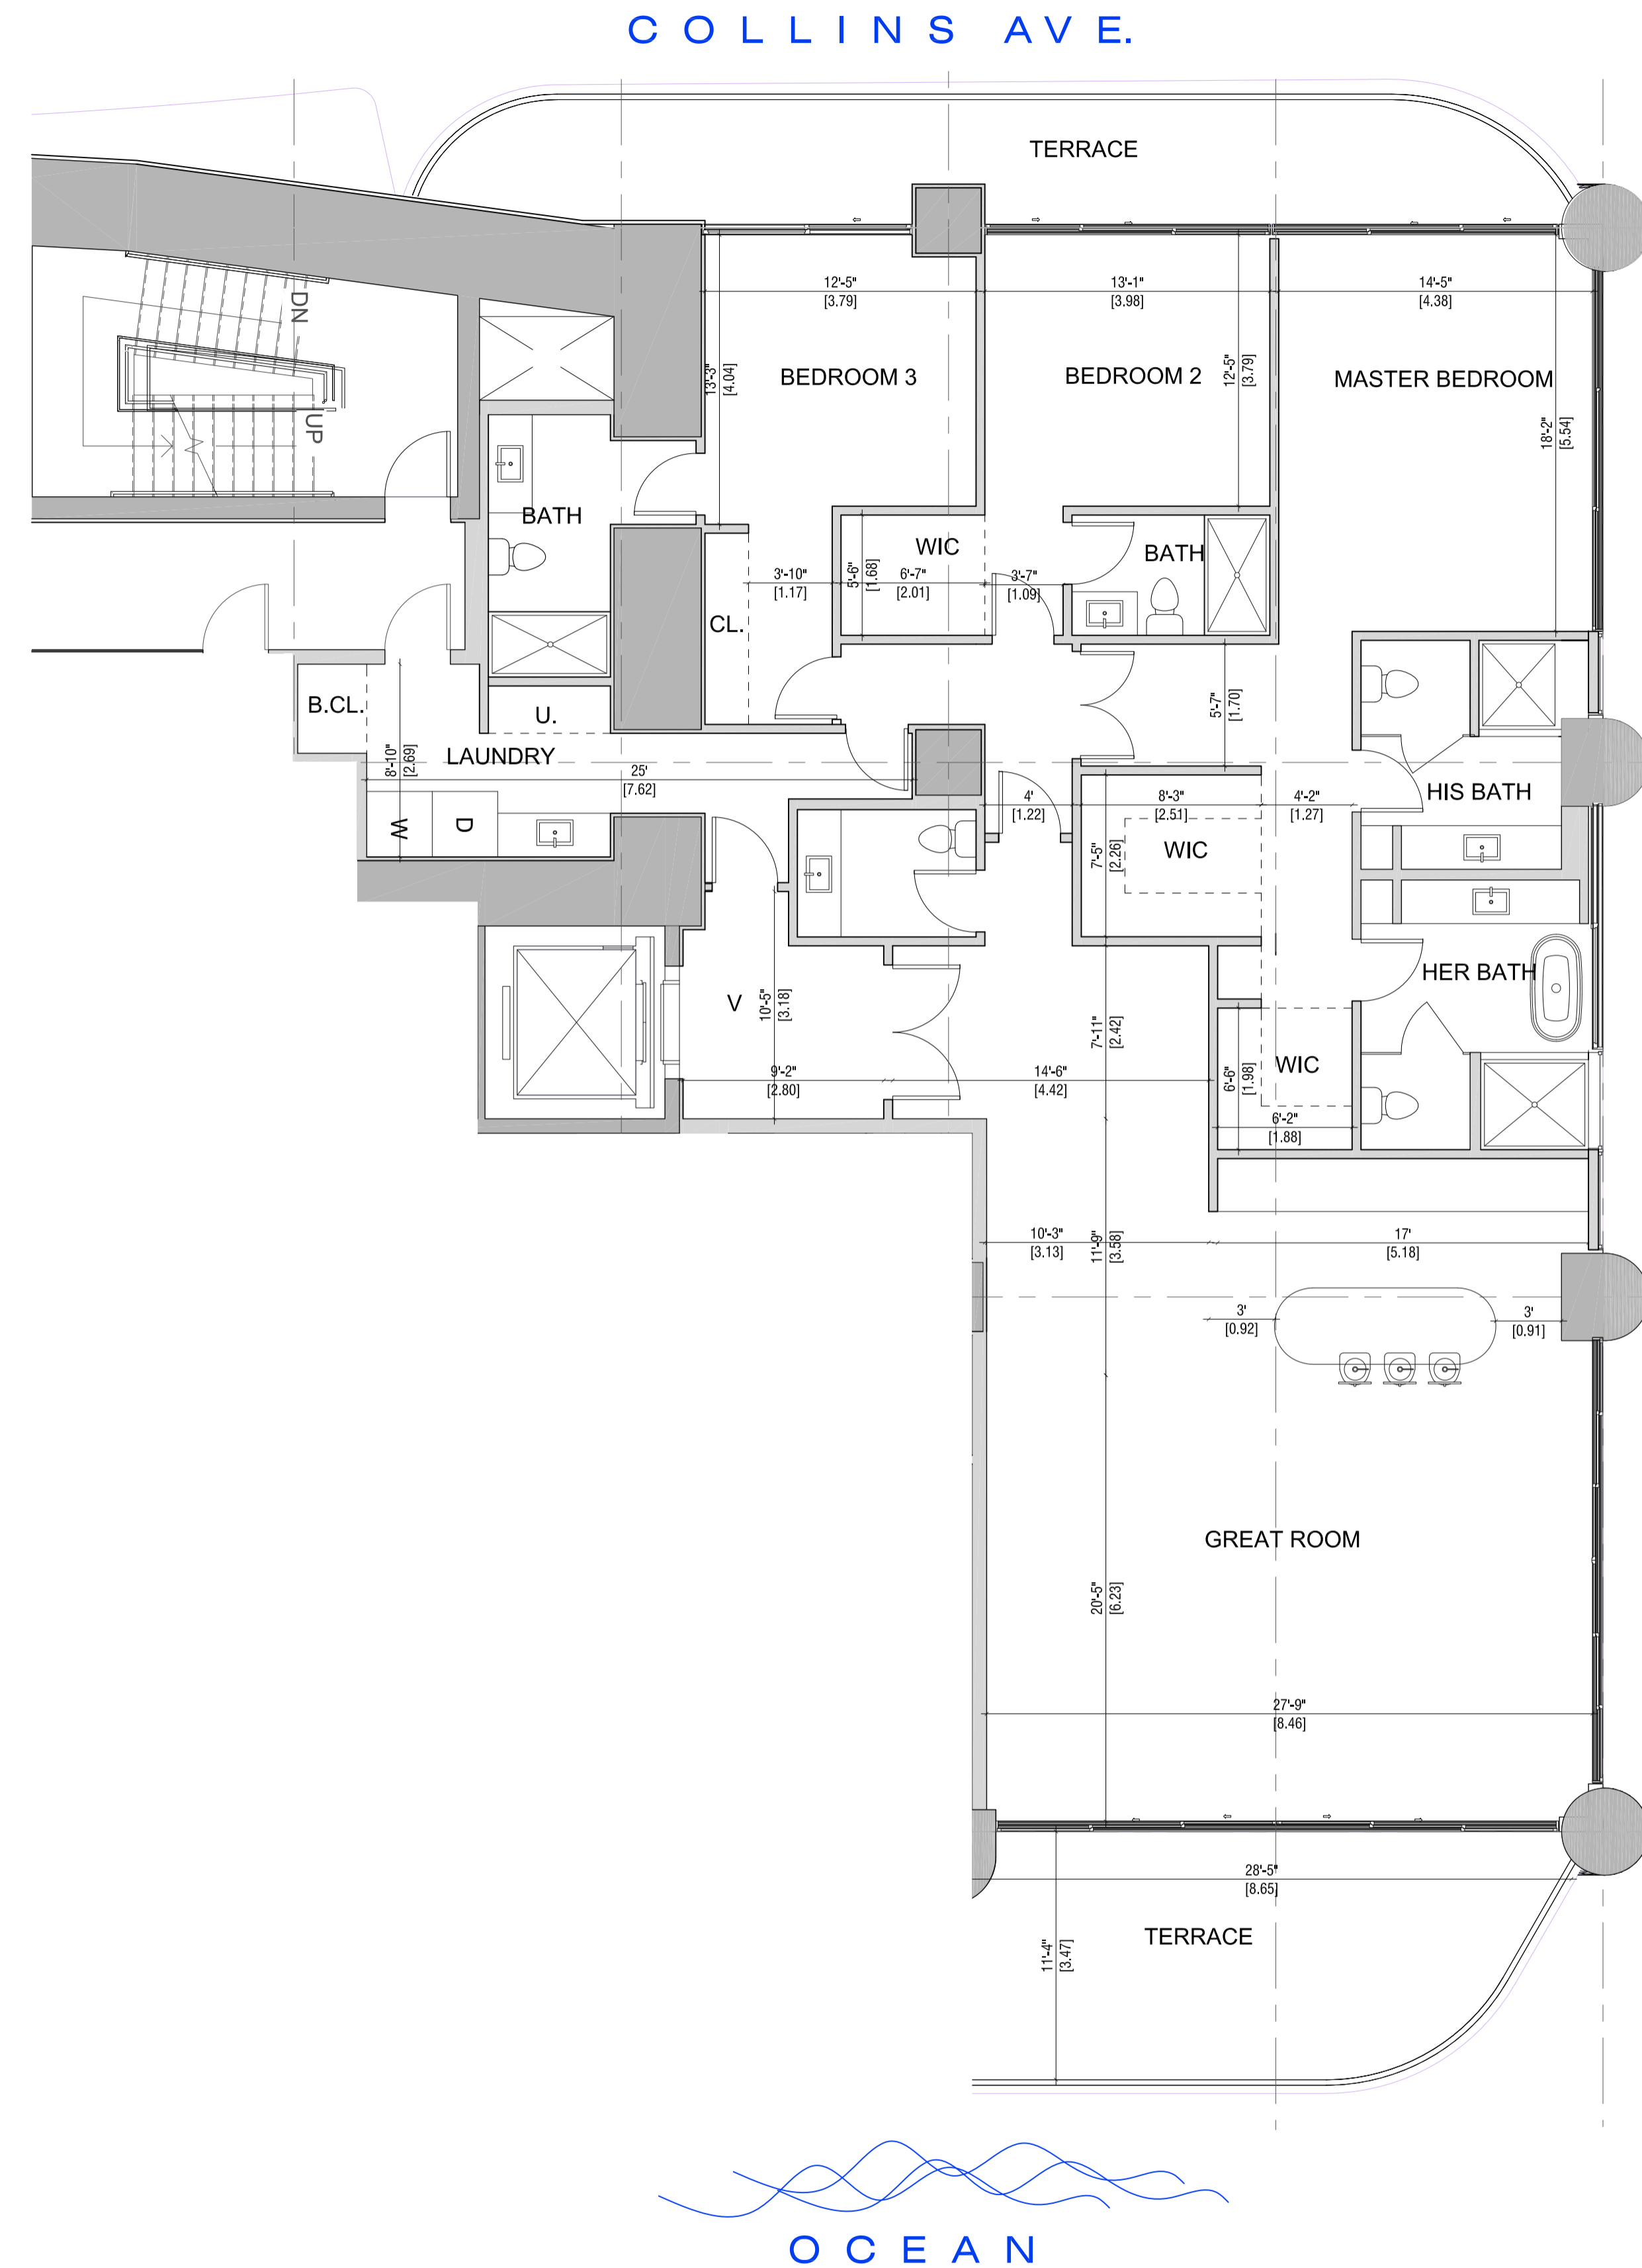 COLLINS AVE.
TERRACE
DN
UP
12'-5"
[3.79]
13'-1"
[3.98]
14'-5"
[4.38]
13'-3"
[4.04]
BEDROOM 3
BEDROOM 2
12'-5"
[3.79]
MASTER BEDROOM
18'-2"
[5.54]
BATH
WIC
BATH
5'-6"
[1.68]
3'-10"
[1.17]
6'-7"
[2.01]
3'-7"
[1.09]
CL.
B.CL.
U.
5'-7"
[1.70]
LAUNDRY
8'-10"
[2.69]
25'
[7.62]
W
D
4'
[1.22]
8'-3"
[2.51]
4'-2"
[1.27]
HIS BATH
7'-5"
[2.26]
WIC
HER BATH
V
10'-5"
[3.18]
7'-11"
[2.42]
9'-2"
[2.80]
14'-6"
[4.42]
WIC
6'-6"
[1.98]
6'-2"
[1.88]
10'-3"
[3.13]
11'-9"
[3.58]
17'
[5.18]
3'
[0.92]
3'
[0.91]
GREAT ROOM
20'-5"
[6.23]
27'-9"
[8.46]
28'-5"
[8.65]
TERRACE
11'-4"
[3.47]
OCEAN